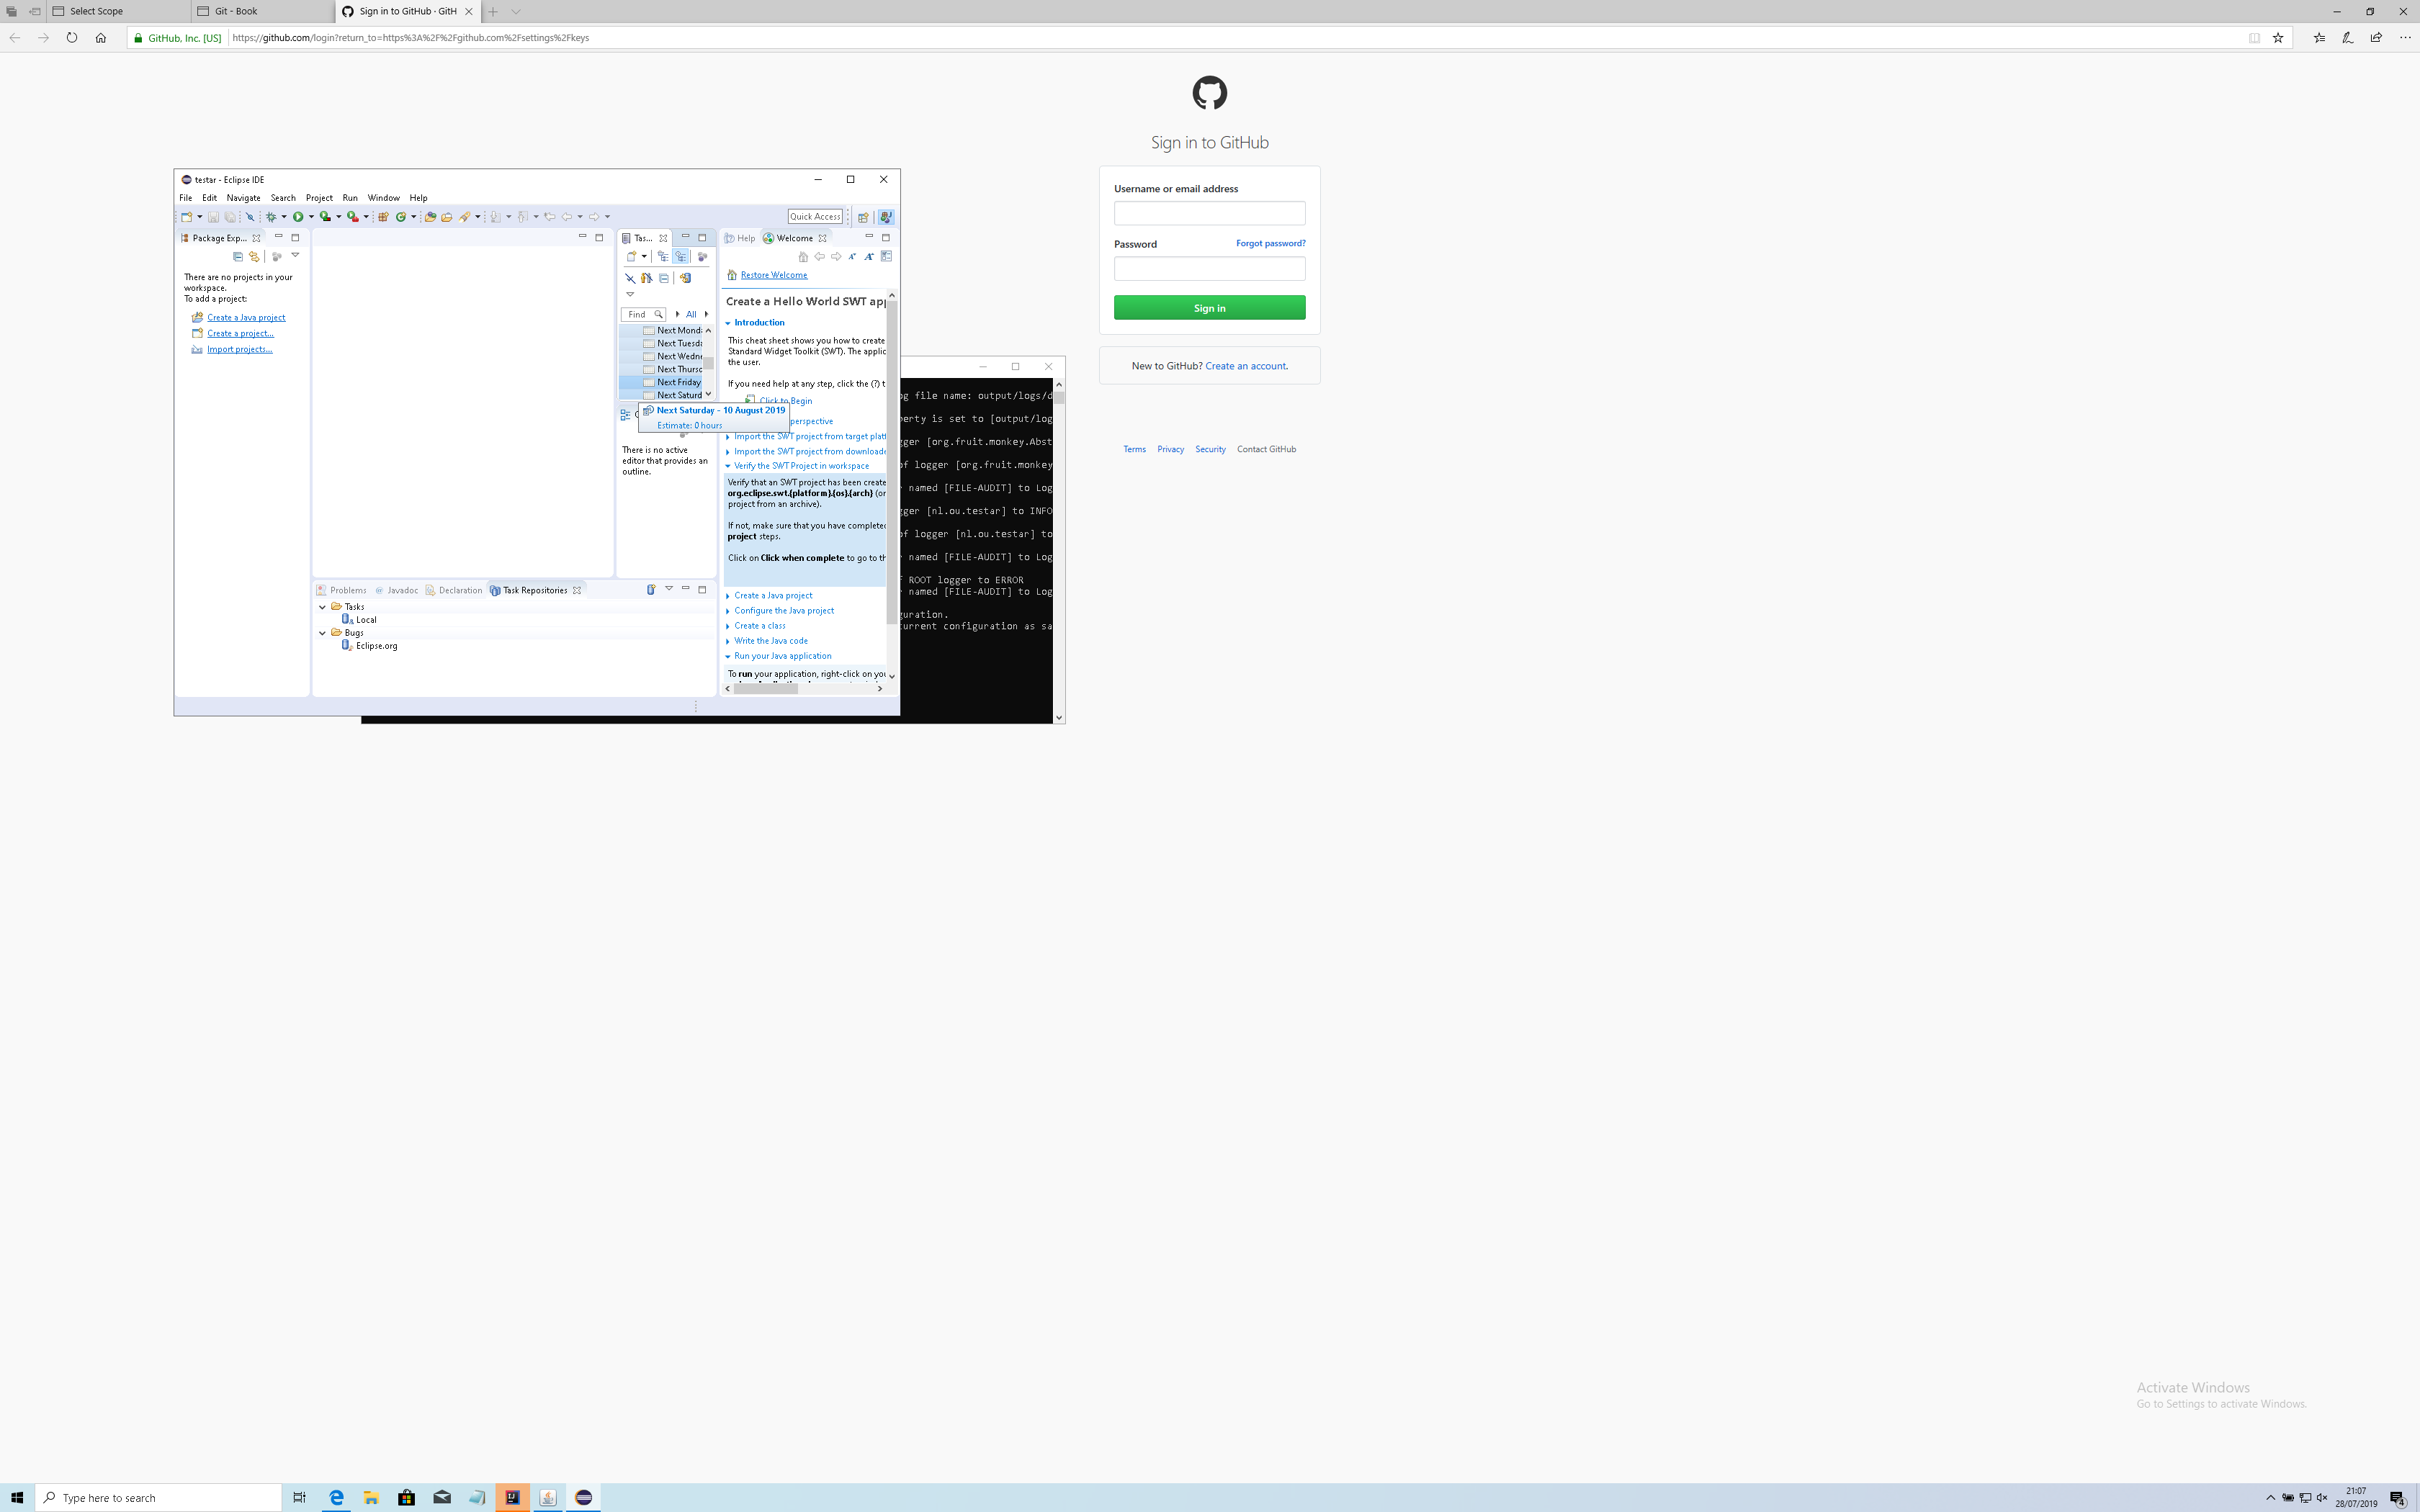 Select Scope
Git - Book
Sign in to GitHub · GitH
GitHub, Inc. [US]
https://github.com/login?return_to=https%3A%2F%2Fgithub.com%2Fsettings%2Fkeys
Sign in to GitHub
Username or email address
Password
Forgot password?
Sign in
New to GitHub? Create an account.
Terms
Privacy
Security
Contact GitHub
testar - Eclipse IDE
File
Edit
Navigate
Search
Project
Run
Window
Help
Quick Access
Package Exp...
There are no projects in your
workspace.
To add a project:
Create a Java project
Create a project...
Import projects...
Tas...
Find
All
Next Mond
Next Tuesd
Next Wedn
Next Thurs
Next Friday
Next Saturd
Next Saturday - 10 August 2019
Estimate: 0 hours
There is no active
editor that provides an
outline.
Help
Welcome
Restore Welcome
Create a Hello World SWT app
Introduction
This cheat sheet shows you how to create
Standard Widget Toolkit (SWT). The applic
the user.
If you need help at any step, click the (?) t
Click to Begin
perspective
Import the SWT project from target platf
Import the SWT project from downloade
Verify the SWT Project in workspace
Verify that an SWT project has been create
org.eclipse.swt.{platform}.{os}.{arch} (or
project from an archive).
If not, make sure that you have completed
project steps.
Click on Click when complete to go to th
Create a Java project
Configure the Java project
Create a class
Write the Java code
Run your Java application
To run your application, right-click on you
Problems
Javadoc
Declaration
Task Repositories
Tasks
Local
Bugs
Eclipse.org
og file name: output/logs/d
perty is set to [output/log
gger [org.fruit.monkey.Abst
of logger [org.fruit.monkey
r named [FILE-AUDIT] to Log
gger [nl.ou.testar] to INFO
of logger [nl.ou.testar] to
r named [FILE-AUDIT] to Log
f ROOT logger to ERROR
r named [FILE-AUDIT] to Log
guration.
current configuration as sa
Activate Windows
Go to Settings to activate Windows.
Type here to search
21:07
28/07/2019
4